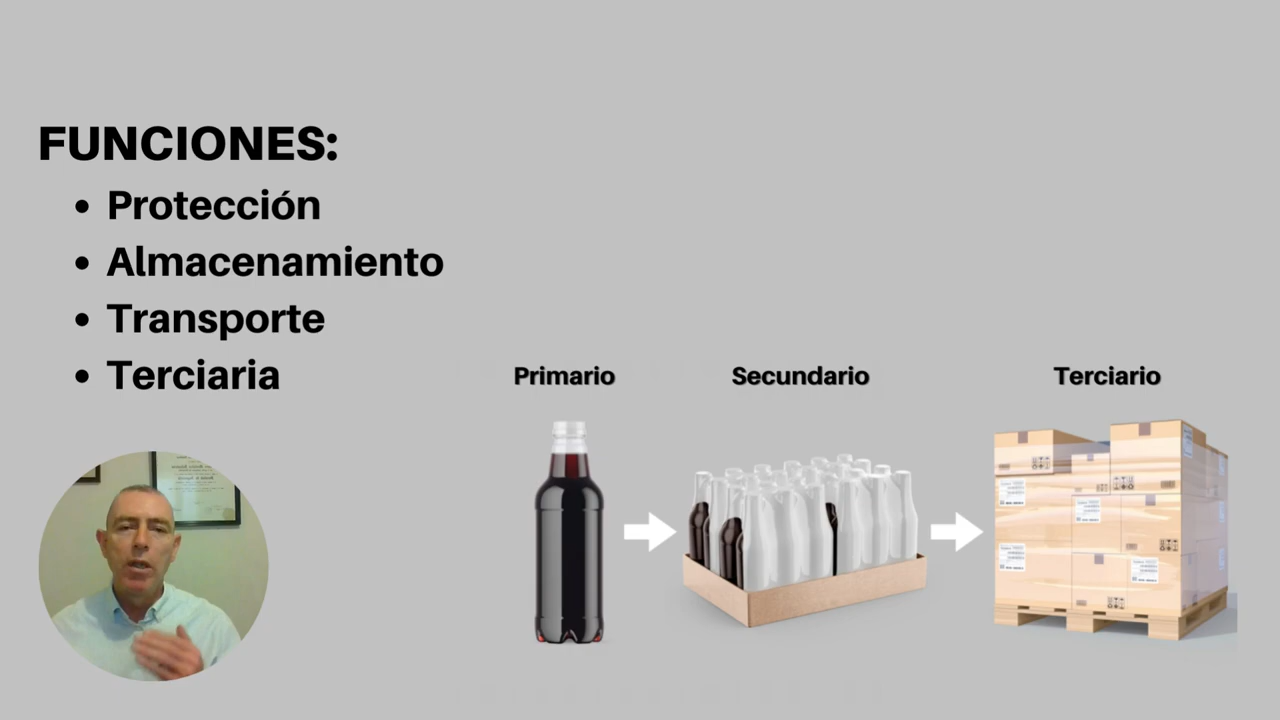 FUNCIONES:
• Protección
• Almacenamiento
• Transporte
• Terciaria
Primario
Secundario
Terciario